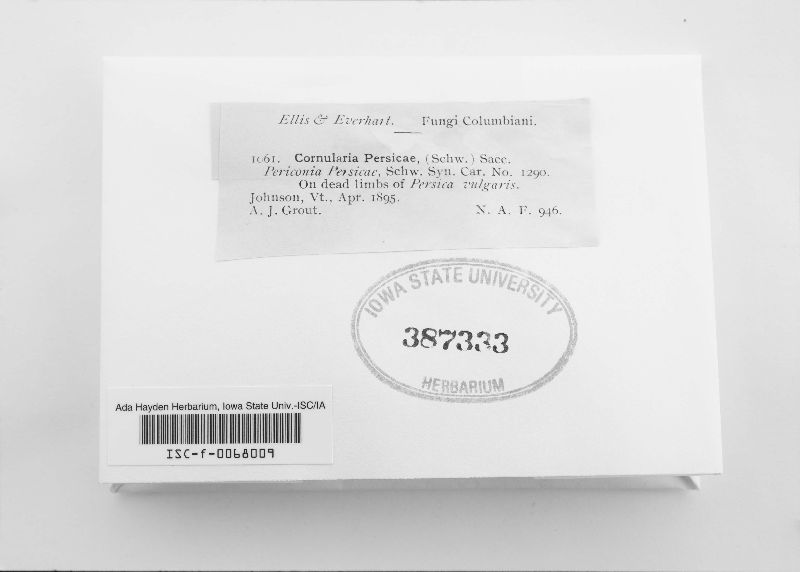 Ellis & Everhart. Fungi Columbiani.
1061. Cornularia Persicae, (Schw.) Sacc.
Periconia Persicae, Schw. Syn. Car. No. 1290.
On dead limbs of Persica vulgaris.
Johnson, Vt., Apr. 1895.
A. J. Grout. N. A. F. 946.
IOWA STATE UNIVERSITY
387333
HERBARIUM
Ada Hayden Herbarium, Iowa State Univ.-ISC/IA
ISC-f-0068009